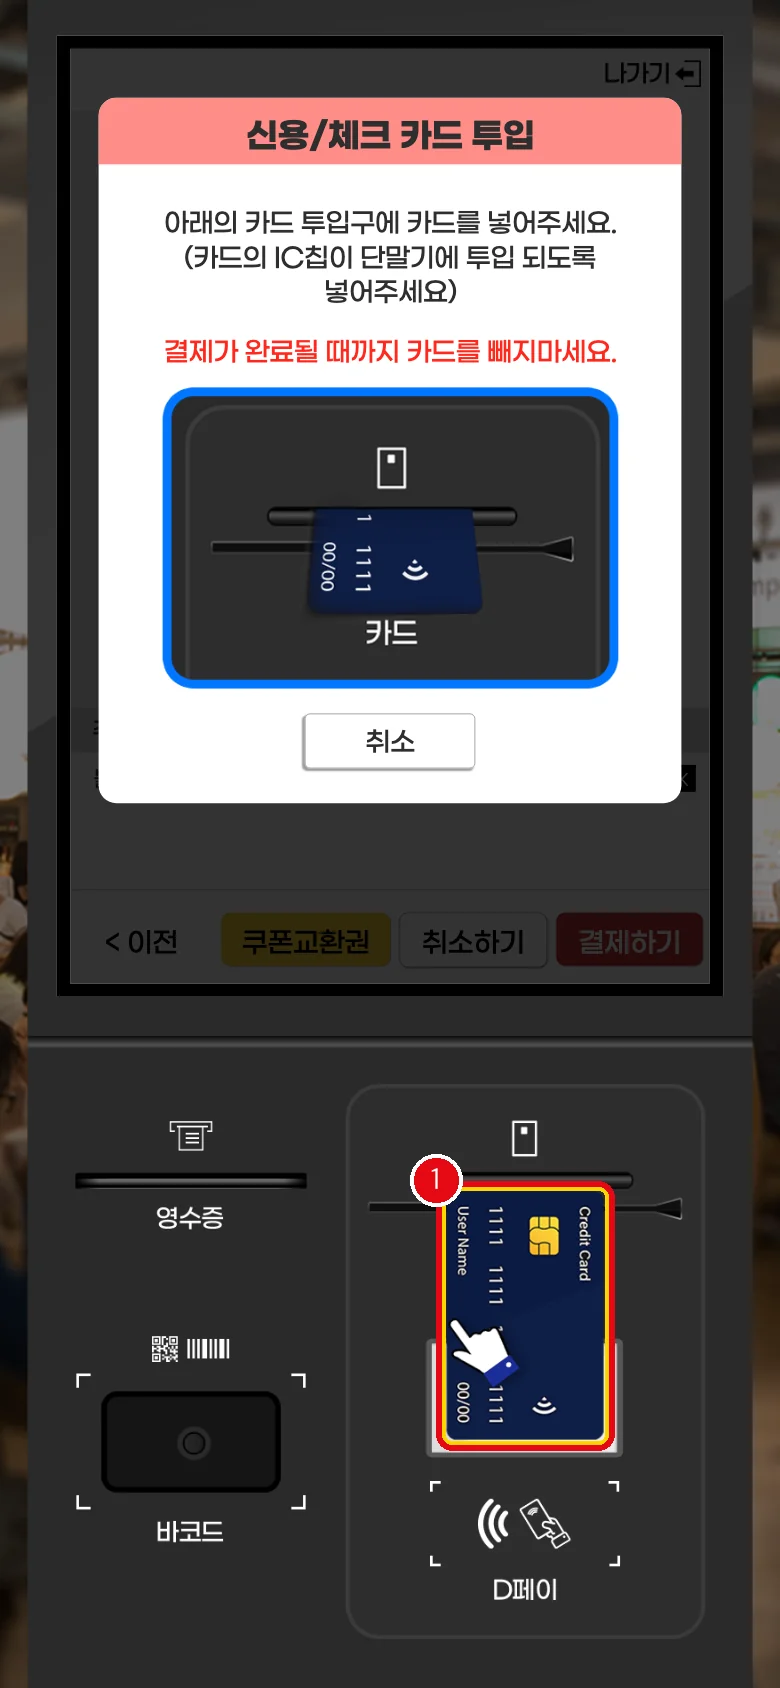 나가기
신용/체크 카드 투입
아래의 카드 투입구에 카드를 넣어주세요.
(카드의 IC칩이 단말기에 투입 되도록
넣어주세요)
결제가 완료될 때까지 카드를 빼지마세요.
1
1111
00/00
카드
취소
< 이전
쿠폰교환권
취소하기
결제하기
영수증
1
Credit Card
1111 1111 1111
User Name 00/00
바코드
D페이